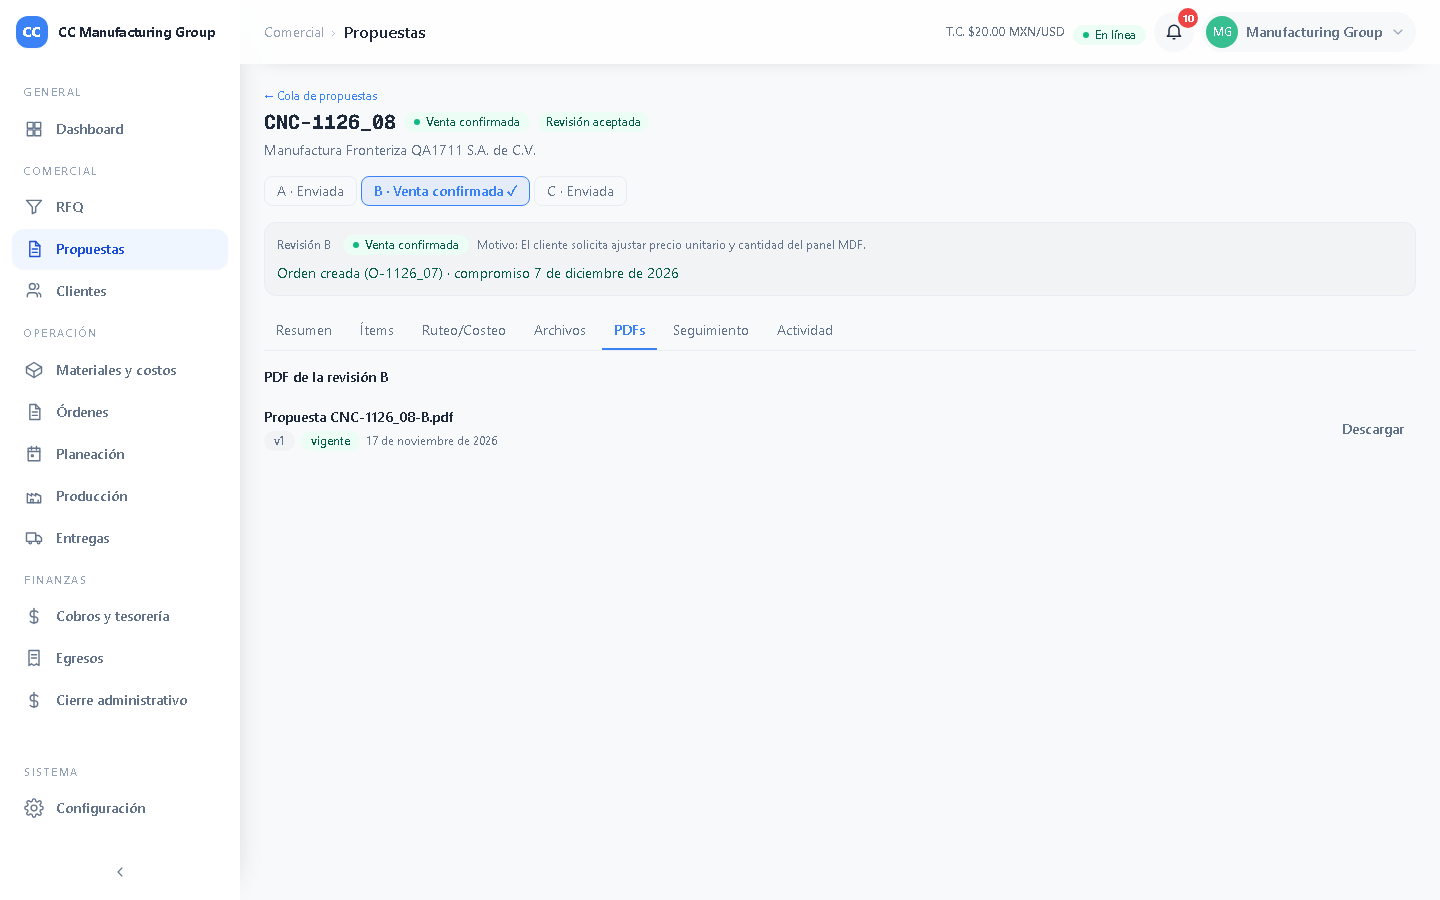 CC
CC Manufacturing Group
GENERAL
Dashboard
COMERCIAL
RFQ
Propuestas
Clientes
OPERACIÓN
Materiales y costos
Órdenes
Planeación
Producción
Entregas
FINANZAS
Cobros y tesorería
Egresos
Cierre administrativo
SISTEMA
Configuración
Comercial › Propuestas
T.C. $20.00 MXN/USD
En línea
10
MG
Manufacturing Group
← Cola de propuestas
CNC-1126_08 Venta confirmada Revisión aceptada
Manufactura Fronteriza QA1711 S.A. de C.V.
A · Enviada B · Venta confirmada ✓ C · Enviada
Revisión B Venta confirmada Motivo: El cliente solicita ajustar precio unitario y cantidad del panel MDF.
Orden creada (O-1126_07) · compromiso 7 de diciembre de 2026
Resumen Ítems Ruteo/Costeo Archivos PDFs Seguimiento Actividad
PDF de la revisión B
Propuesta CNC-1126_08-B.pdf
v1 vigente 17 de noviembre de 2026
Descargar